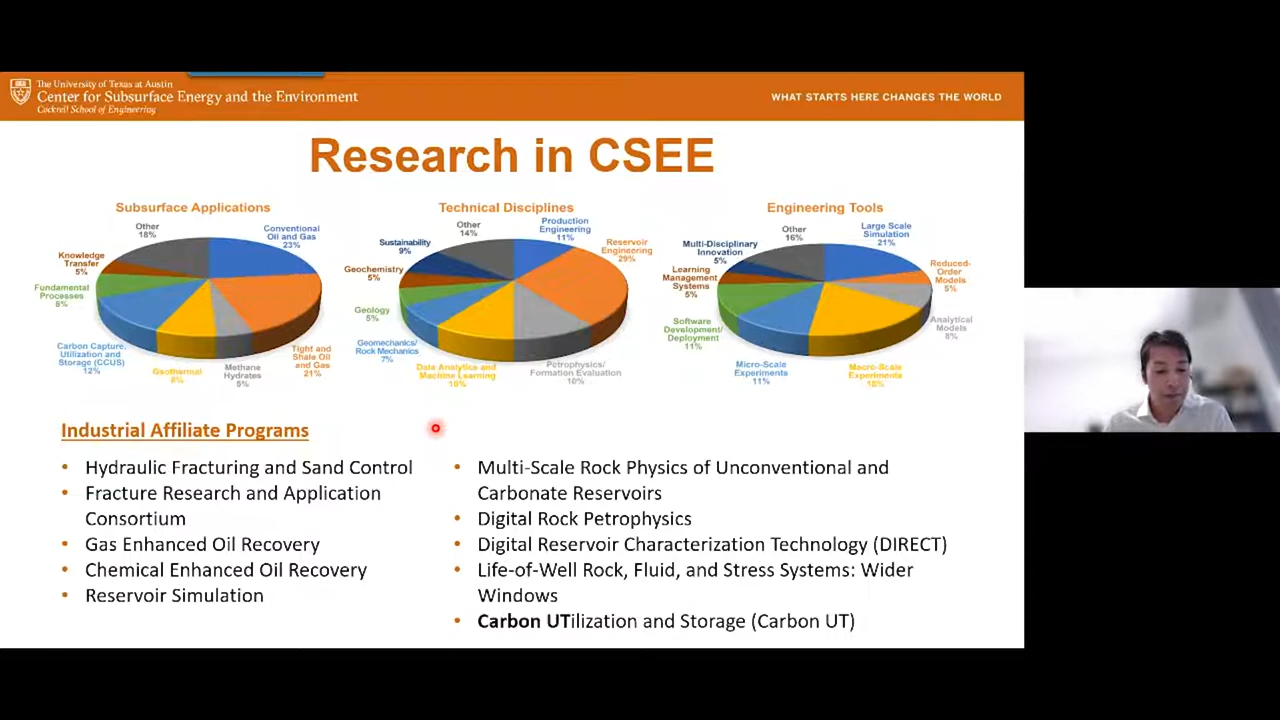 The University of Texas at Austin
Center for Subsurface Energy and the Environment
Cockrell School of Engineering
WHAT STARTS HERE CHANGES THE WORLD
Research in CSEE
Subsurface Applications
Other
18%
Conventional
Oil and Gas
23%
Knowledge
Transfer
5%
Fundamental
Processes
8%
Carbon Capture,
Utilization and
Storage (CCUS)
12%
Geothermal
8%
Methane
Hydrates
5%
Tight and
Shale Oil
and Gas
21%
Technical Disciplines
Other
14%
Production
Engineering
11%
Sustainability
9%
Reservoir
Engineering
29%
Geochemistry
5%
Geology
5%
Geomechanics/
Rock Mechanics
7%
Data Analytics and
Machine Learning
10%
Petrophysics/
Formation Evaluation
10%
Engineering Tools
Other
16%
Large Scale
Simulation
21%
Multi-Disciplinary
Innovation
5%
Reduced-
Order
Models
5%
Learning
Management
Systems
5%
Analytical
Models
8%
Software
Development/
Deployment
11%
Micro-Scale
Experiments
11%
Macro-Scale
Experiments
18%
Industrial Affiliate Programs
• Hydraulic Fracturing and Sand Control
• Fracture Research and Application
Consortium
• Gas Enhanced Oil Recovery
• Chemical Enhanced Oil Recovery
• Reservoir Simulation
• Multi-Scale Rock Physics of Unconventional and
Carbonate Reservoirs
• Digital Rock Petrophysics
• Digital Reservoir Characterization Technology (DIRECT)
• Life-of-Well Rock, Fluid, and Stress Systems: Wider
Windows
• Carbon UTilization and Storage (Carbon UT)